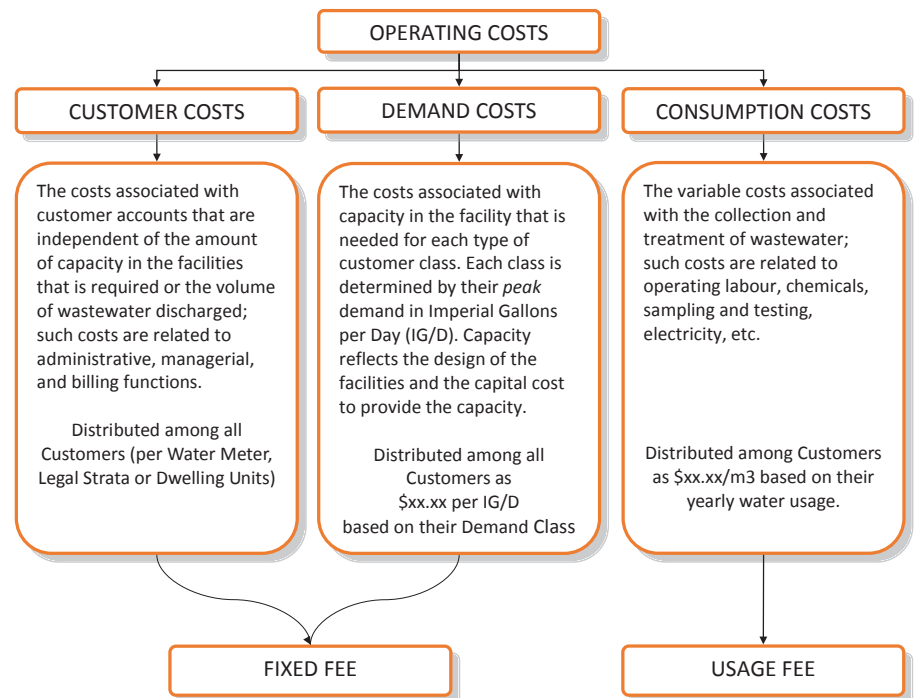 OPERATING COSTS
CUSTOMER COSTS
DEMAND COSTS
CONSUMPTION COSTS
The costs associated with
customer accounts that are
independent of the amount
of capacity in the facilities
that is required or the volume
of wastewater discharged;
such costs are related to
administrative, managerial,
and billing functions.
Distributed among all
Customers (per Water Meter,
Legal Strata or Dwelling Units)
The costs associated with
capacity in the facility that is
needed for each type of
customer class. Each class is
determined by their peak
demand in Imperial Gallons
per Day (IG/D). Capacity
reflects the design of the
facilities and the capital cost
to provide the capacity.
Distributed among all
Customers as
$xx.xx per IG/D
based on their Demand Class
The variable costs associated
with the collection and
treatment of wastewater;
such costs are related to
operating labour, chemicals,
sampling and testing,
electricity, etc.
Distributed among Customers
as $xx.xx/m3 based on their
yearly water usage.
FIXED FEE
USAGE FEE